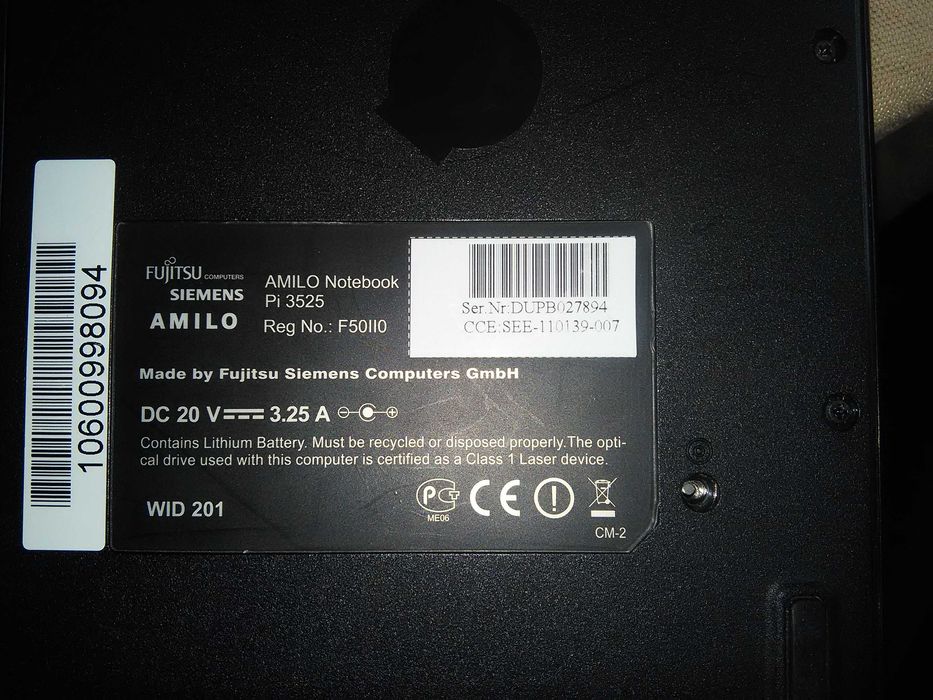 10600998094
FUJITSU COMPUTERS
SIEMENS
AMILO
AMILO Notebook
Pi 3525
Reg No.: F50II0
Ser.Nr:DUPB027894
CCE:SEE-110139-007
Made by Fujitsu Siemens Computers GmbH
DC 20 V 3.25 A
Contains Lithium Battery. Must be recycled or disposed properly.The opti-
cal drive used with this computer is certified as a Class 1 Laser device.
WID 201
РСТ
ME06
CE
CM-2